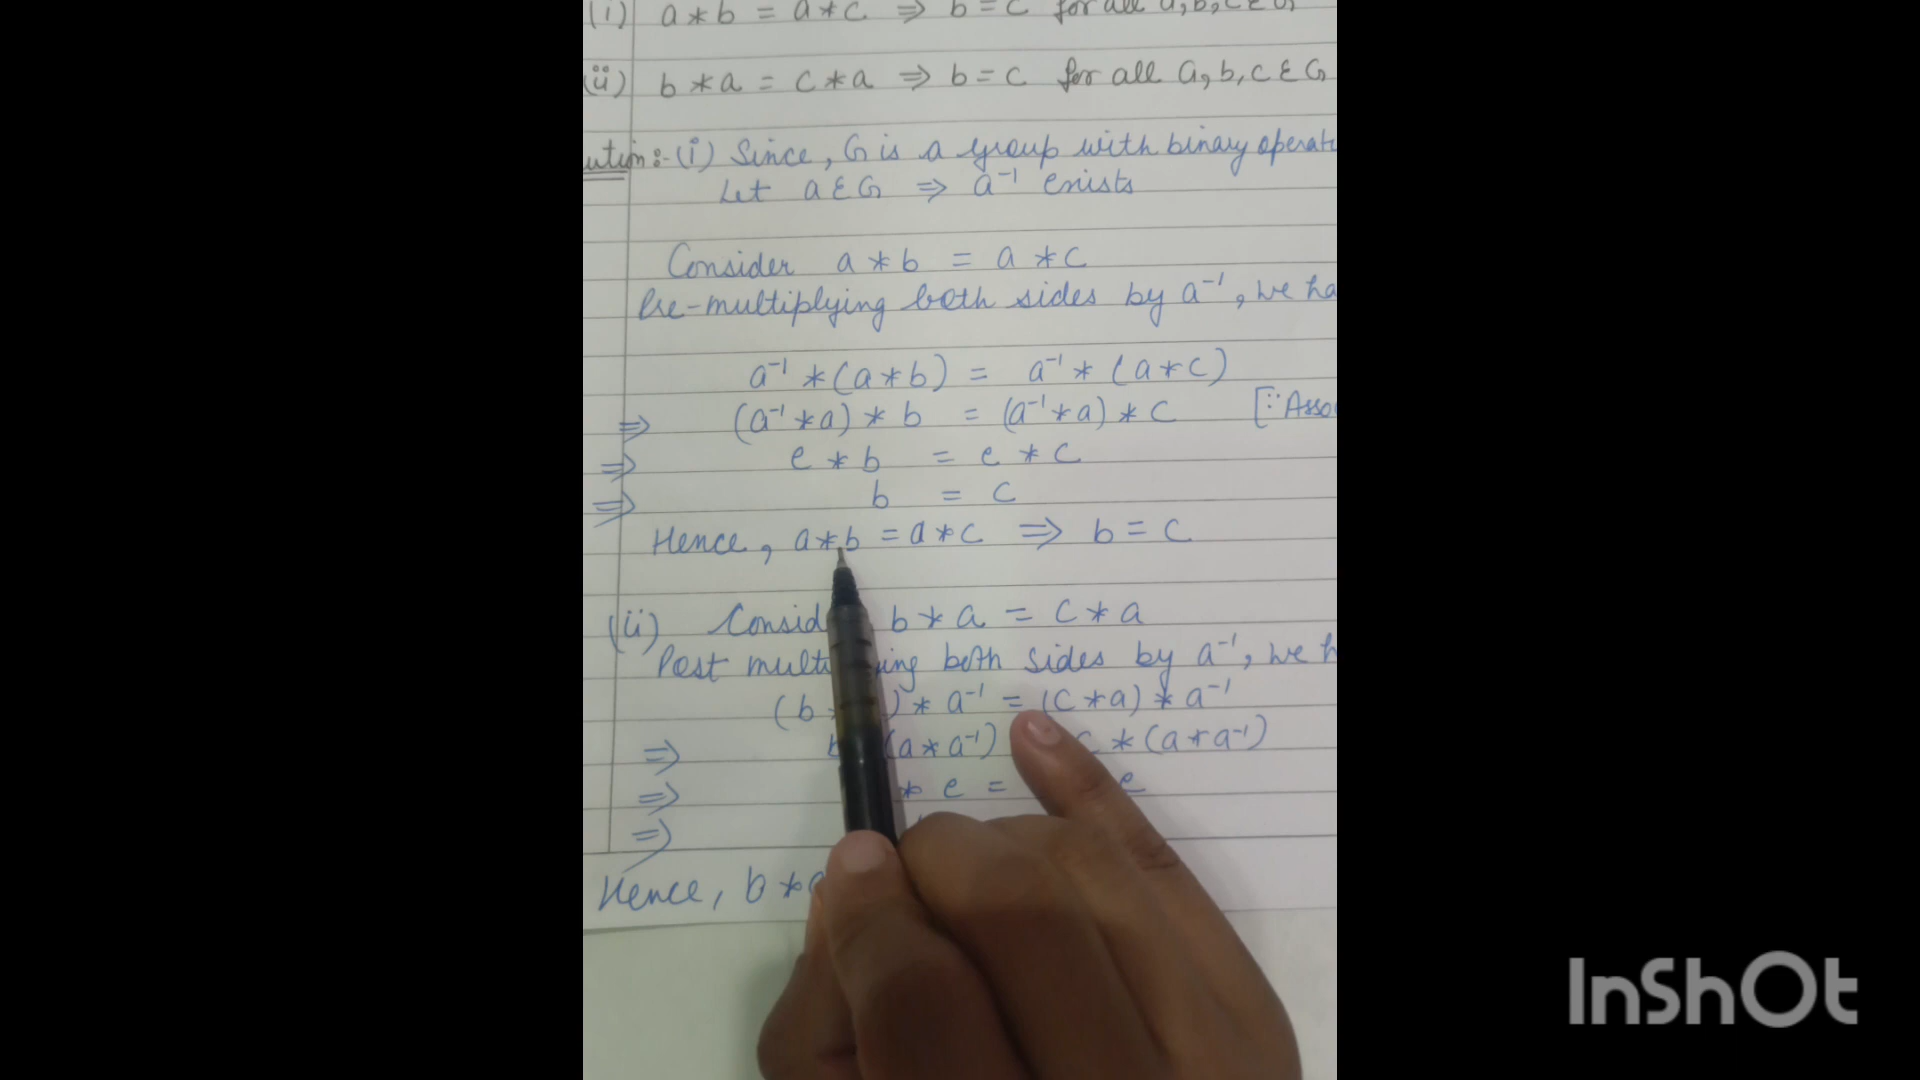 (i) a * b = a * c ⇒ b = c for all a, b, c ∈ G
(ii) b * a = c * a ⇒ b = c for all a, b, c ∈ G
ution:- (i) Since, G is a group with binary operat
Let a ∈ G ⇒ a⁻¹ exists
Consider a * b = a * c
Pre-multiplying both sides by a⁻¹, we ha
a⁻¹ * (a * b) = a⁻¹ * (a * c)
⇒ (a⁻¹ * a) * b = (a⁻¹ * a) * c [∵ Asso
⇒ e * b = e * c
⇒ b = c
Hence, a * b = a * c ⇒ b = c
(ii) Consid b * a = c * a
Post multi ing both sides by a⁻¹, we h
(b ) * a⁻¹ = (c * a) * a⁻¹
⇒ (a * a⁻¹) c * (a * a⁻¹)
⇒ * e = e
⇒
Hence, b * a
InShOt